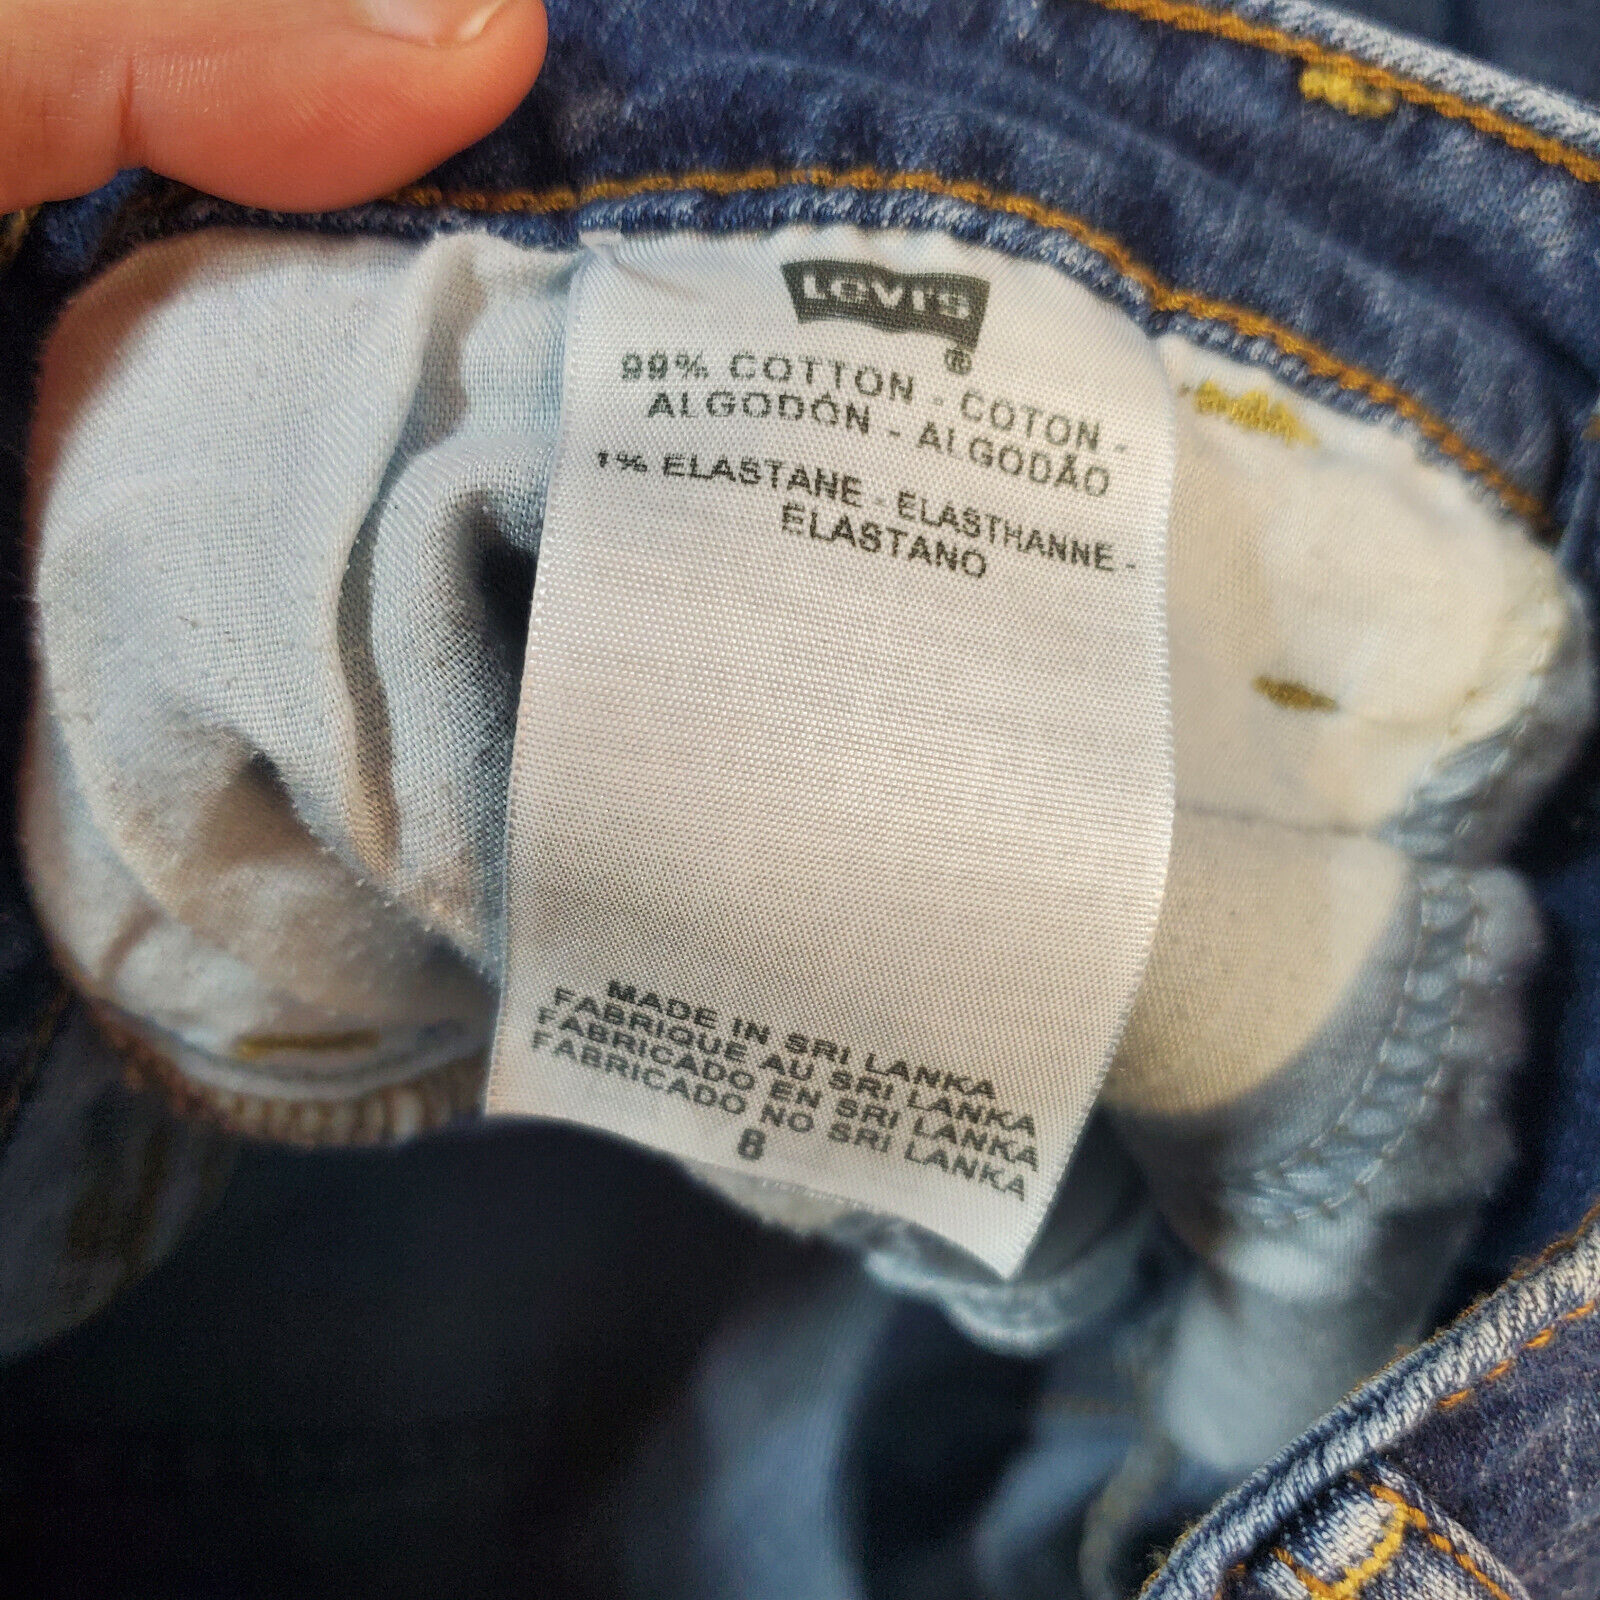 Levi's
®
99% COTTON - COTON -
ALGODÓN - ALGODÃO
1% ELASTANE - ELASTHANNE -
ELASTANO
MADE IN SRI LANKA
FABRIQUE AU SRI LANKA
FABRICADO EN SRI LANKA
FABRICADO NO SRI LANKA
8